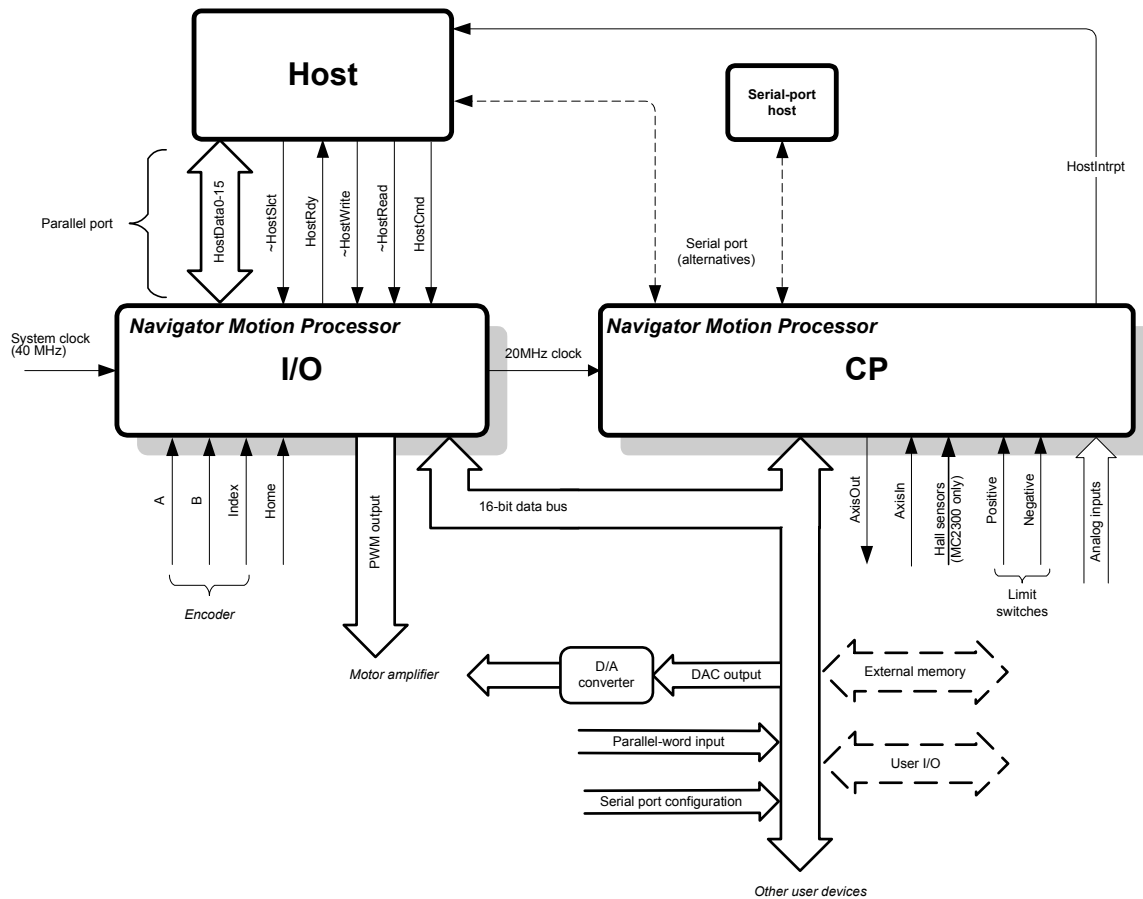 Host
Serial-port
host
HostIntrpt
Parallel port
HostData0-15
~HostSlct
HostRdy
~HostWrite
~HostRead
HostCmd
Serial port
(alternatives)
System clock
(40 MHz)
Navigator Motion Processor
I/O
20MHz clock
Navigator Motion Processor
CP
A
B
Index
Home
PWM output
16-bit data bus
AxisOut
AxisIn
Hall sensors
(MC2300 only)
Positive
Negative
Analog inputs
Encoder
Limit
switches
Motor amplifier
D/A
converter
DAC output
External memory
Parallel-word input
User I/O
Serial port configuration
Other user devices